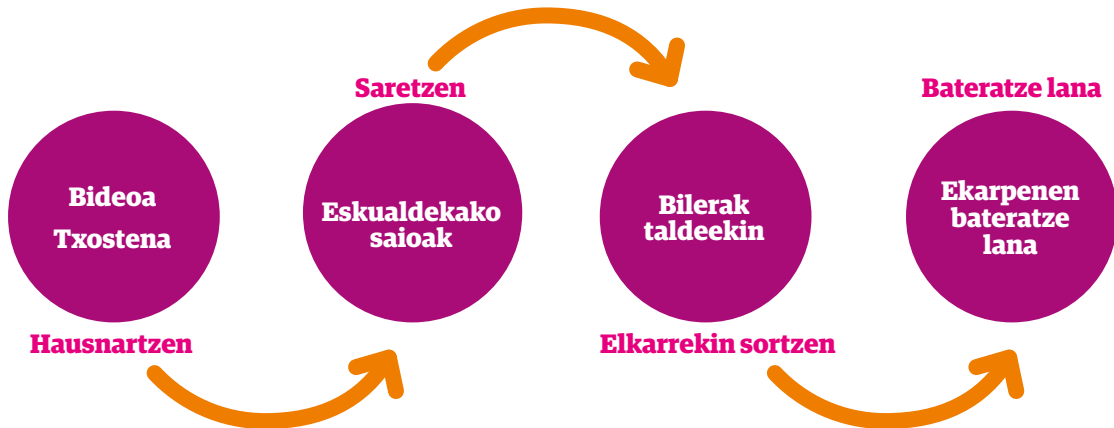 Bideoa
Txostena
Hausnartzen
Saretzen
Eskualdekako
saioak
Bilerak
taldeekin
Elkarrekin sortzen
Bateratze lana
Ekarpenen
bateratze
lana